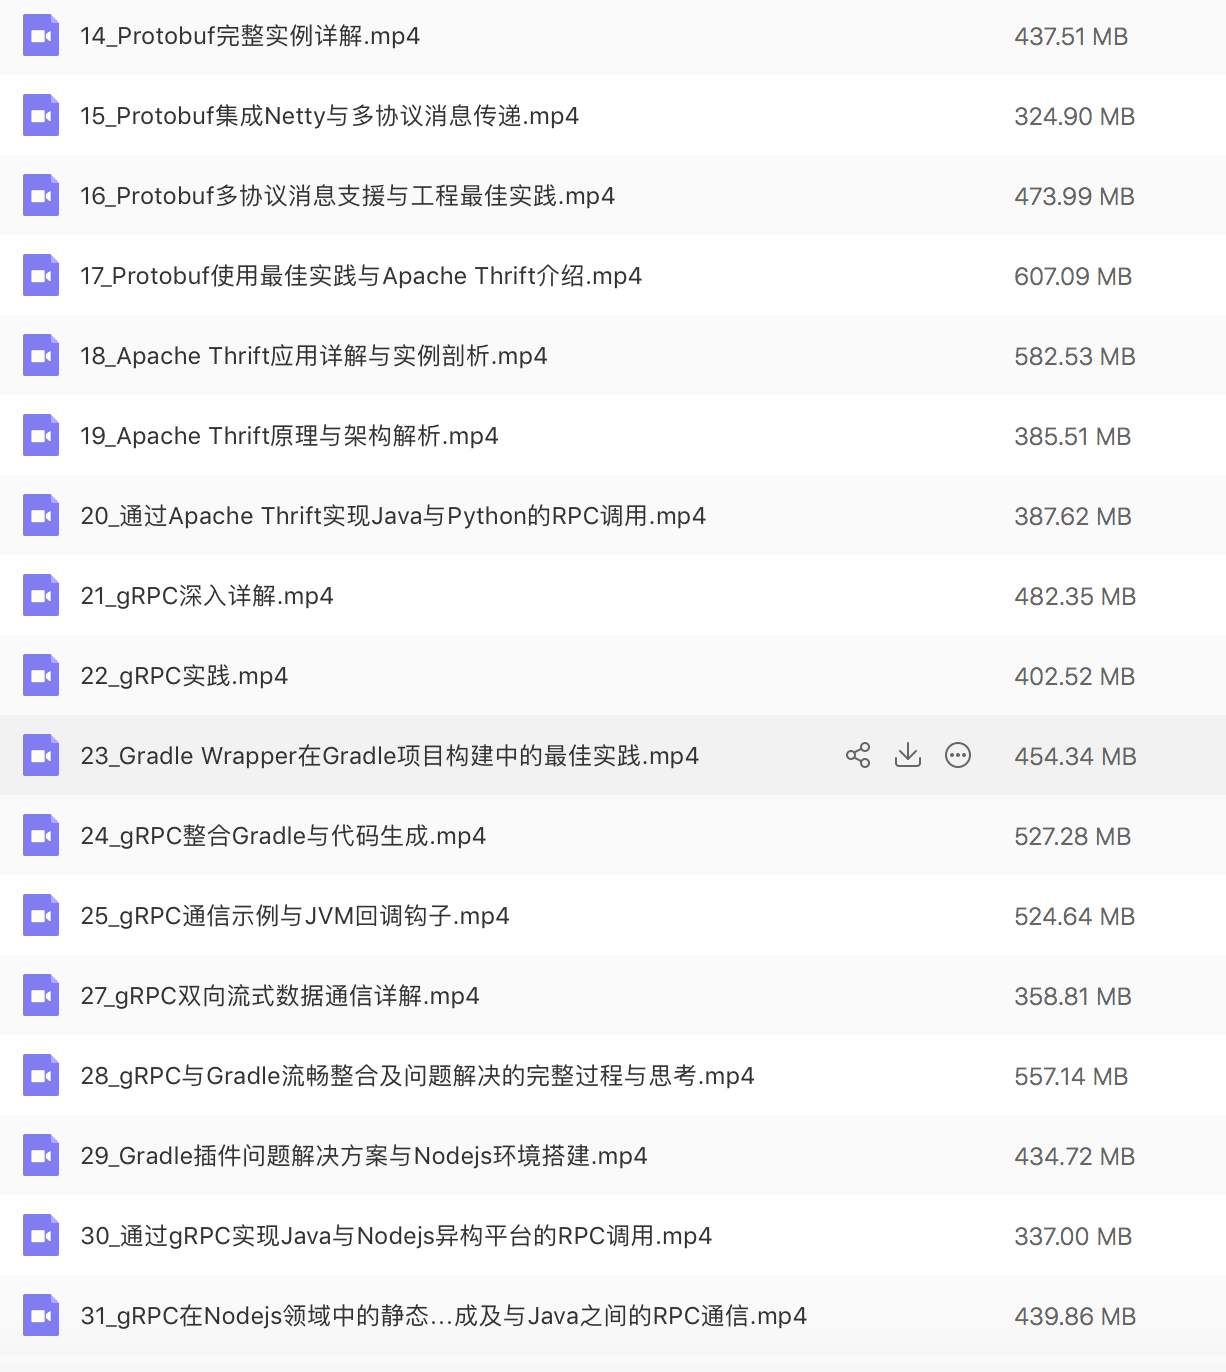 14_Protobuf完整实例详解.mp4 437.51 MB
15_Protobuf集成Netty与多协议消息传递.mp4 324.90 MB
16_Protobuf多协议消息支援与工程最佳实践.mp4 473.99 MB
17_Protobuf使用最佳实践与Apache Thrift介绍.mp4 607.09 MB
18_Apache Thrift应用详解与实例剖析.mp4 582.53 MB
19_Apache Thrift原理与架构解析.mp4 385.51 MB
20_通过Apache Thrift实现Java与Python的RPC调用.mp4 387.62 MB
21_gRPC深入详解.mp4 482.35 MB
22_gRPC实践.mp4 402.52 MB
23_Gradle Wrapper在Gradle项目构建中的最佳实践.mp4 454.34 MB
24_gRPC整合Gradle与代码生成.mp4 527.28 MB
25_gRPC通信示例与JVM回调钩子.mp4 524.64 MB
27_gRPC双向流式数据通信详解.mp4 358.81 MB
28_gRPC与Gradle流畅整合及问题解决的完整过程与思考.mp4 557.14 MB
29_Gradle插件问题解决方案与Nodejs环境搭建.mp4 434.72 MB
30_通过gRPC实现Java与Nodejs异构平台的RPC调用.mp4 337.00 MB
31_gRPC在Nodejs领域中的静态...成及与Java之间的RPC通信.mp4 439.86 MB